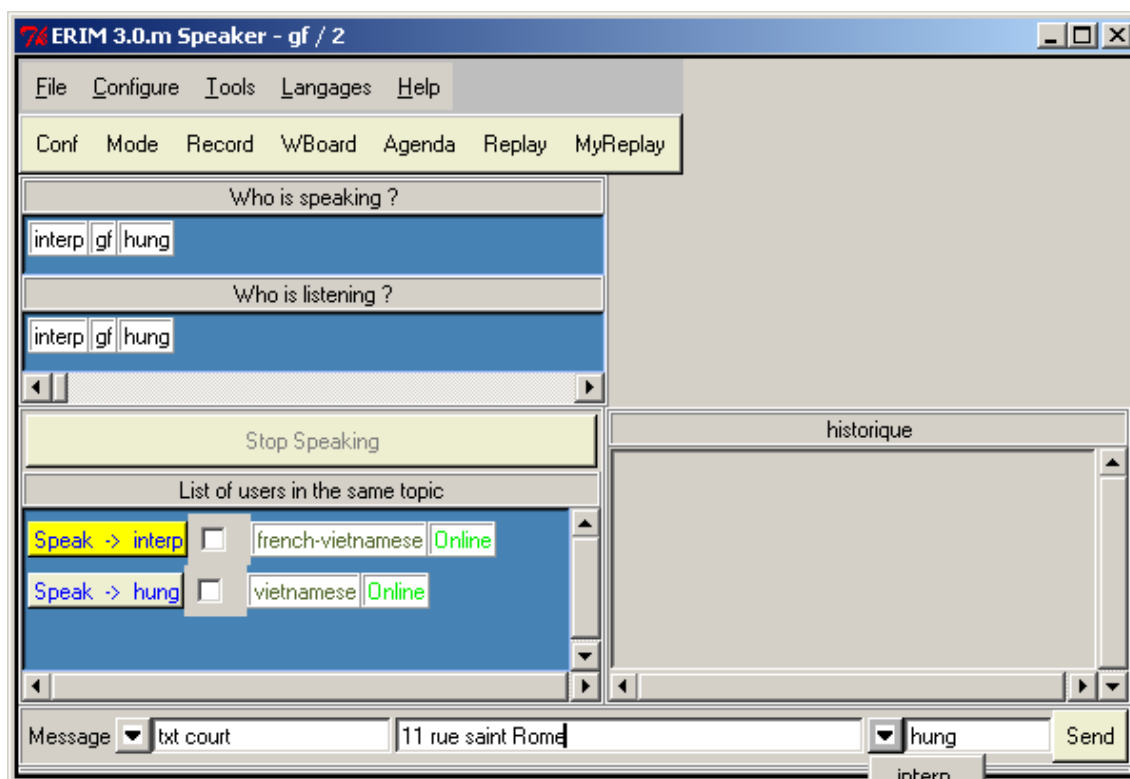 ERIM 3.0.m Speaker - gf / 2
File Configure Tools Langages Help
Conf Mode Record WBoard Agenda Replay MyReplay
Who is speaking ?
interp gf hung
Who is listening ?
interp gf hung
Stop Speaking
historique
List of users in the same topic
Speak -> interp french-vietnamese Online
Speak -> hung vietnamese Online
Message txt court 11 rue saint Rome hung Send
interp